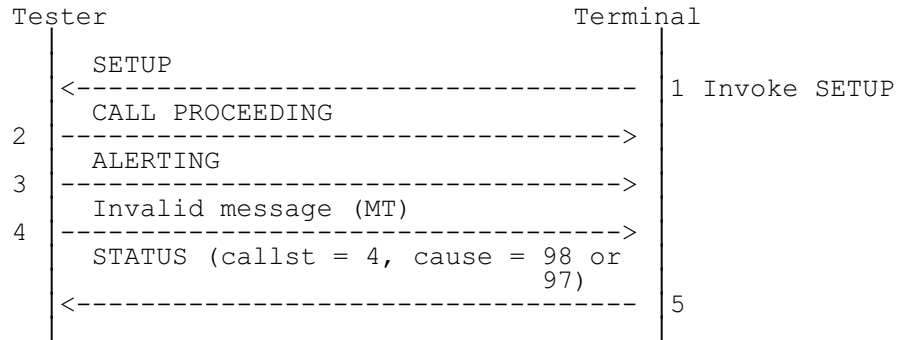 Tester Terminal
SETUP
<----------------------------------- 1 Invoke SETUP
CALL PROCEEDING
2 ----------------------------------->
ALERTING
3 ----------------------------------->
Invalid message (MT)
4 ----------------------------------->
STATUS (callst = 4, cause = 98 or
97)
<----------------------------------- 5